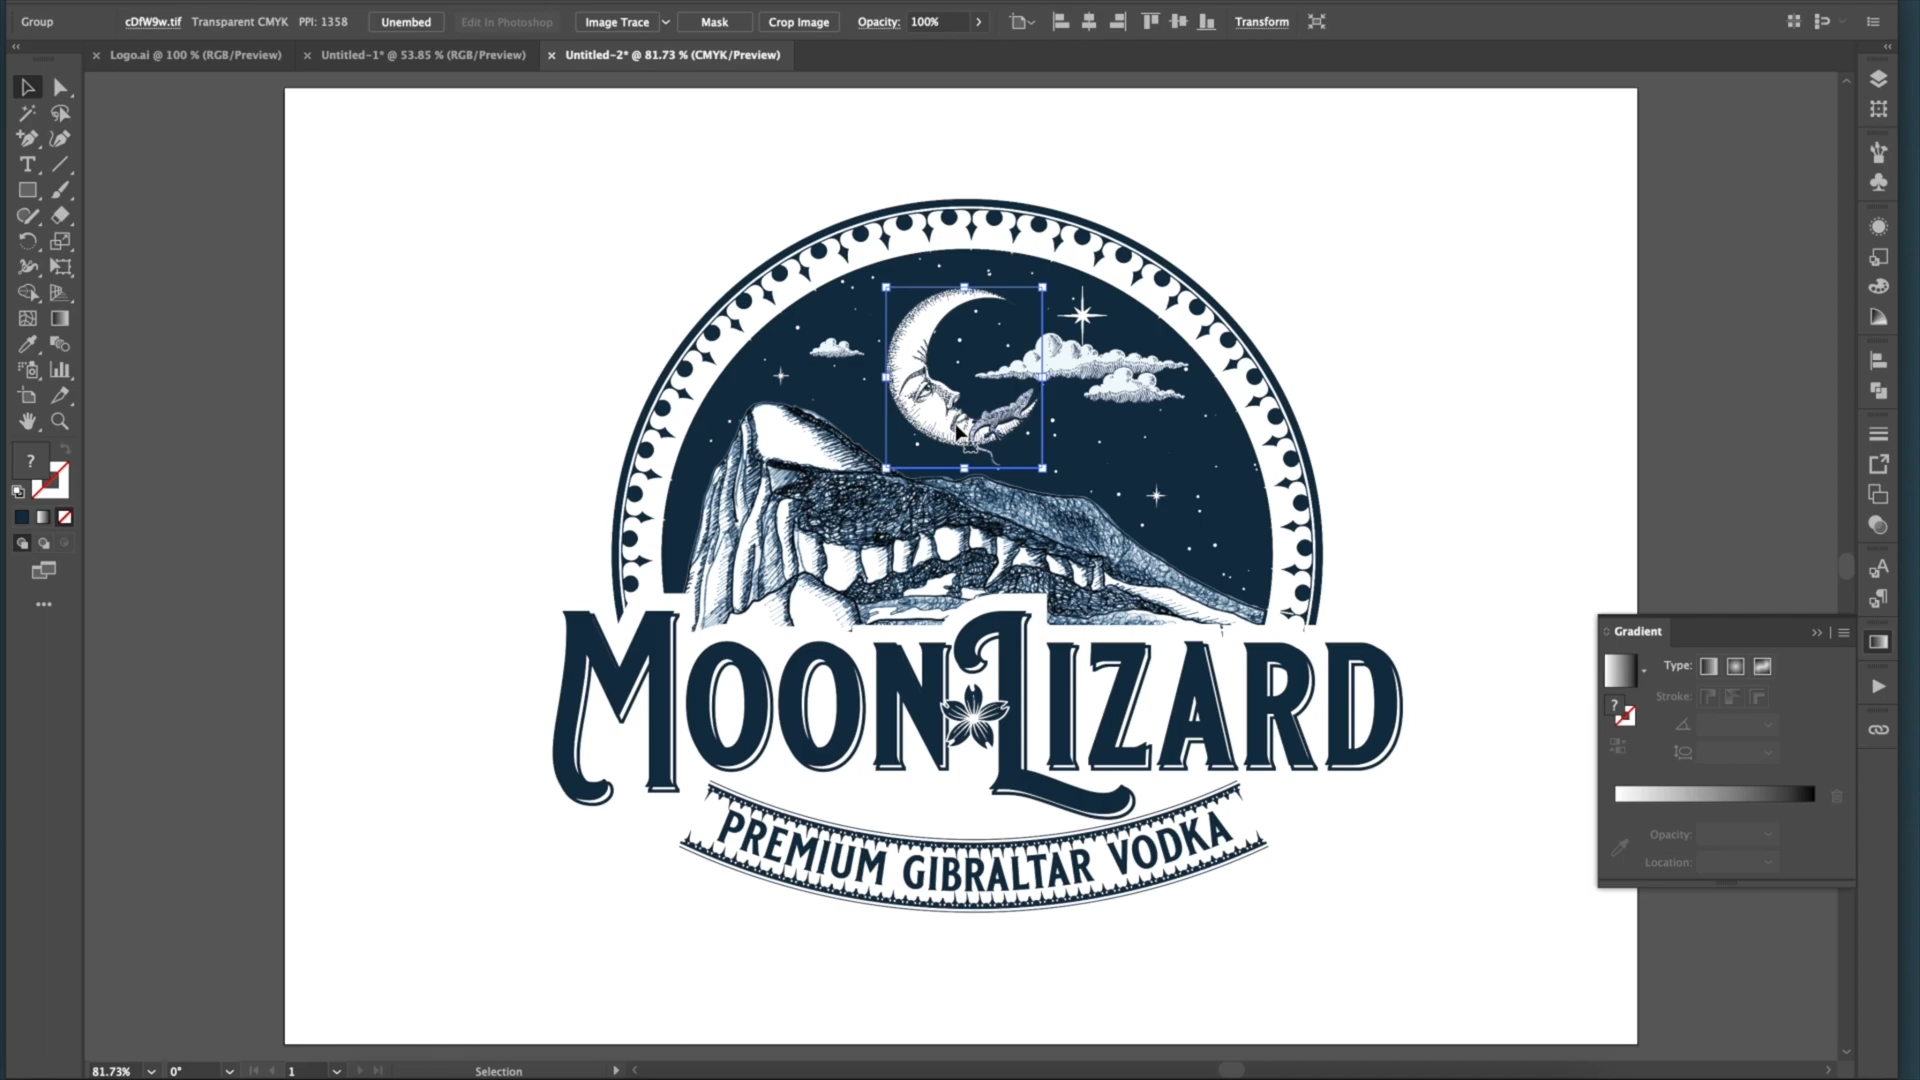 Group cDfW9w.tif Transparent CMYK PPI: 1358 Unembed Edit In Photoshop Image Trace Mask Crop Image Opacity: 100% Transform
Logo.ai @ 100 % (RGB/Preview) Untitled-1* @ 53.85 % (RGB/Preview) Untitled-2* @ 81.73 % (CMYK/Preview)
MOONLIZARD
PREMIUM GIBRALTAR VODKA
Gradient
Type:
Stroke:
Opacity:
Location:
81.73% 0° 1 Selection